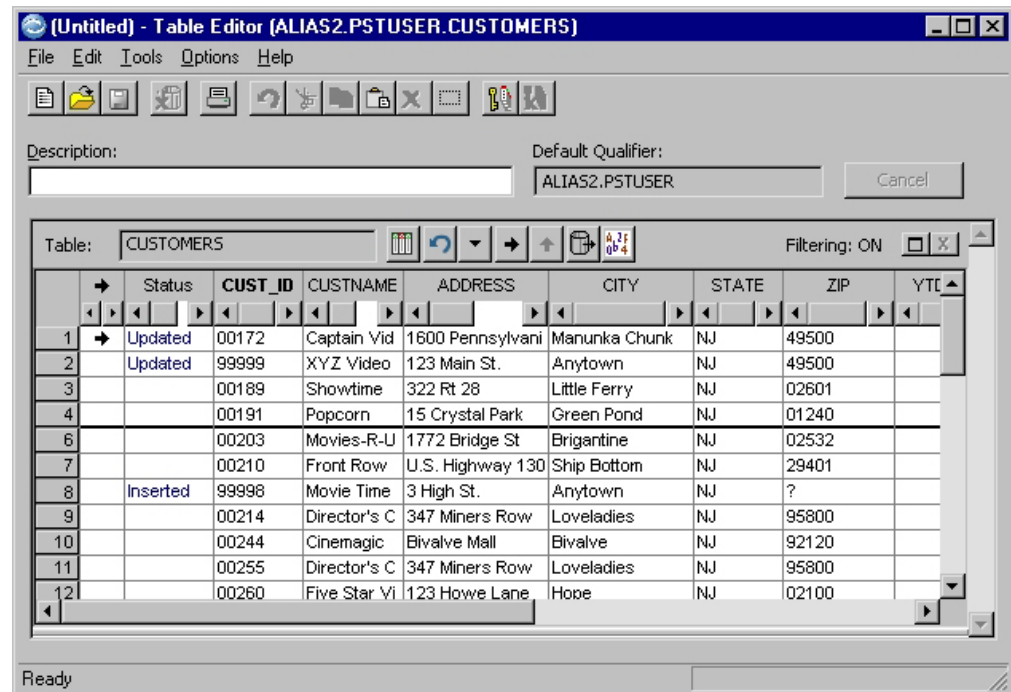 (Untitled) - Table Editor (ALIAS2.PSTUSER.CUSTOMERS)
File Edit Tools Options Help
Description: Default Qualifier:
ALIAS2.PSTUSER Cancel
Table: CUSTOMERS Filtering: ON
Status CUST_ID CUSTNAME ADDRESS CITY STATE ZIP YTD
1 Updated 00172 Captain Vid 1600 Pennsylvani Manunka Chunk NJ 49500
2 Updated 99999 XYZ Video 123 Main St. Anytown NJ 49500
3 00189 Showtime 322 Rt 28 Little Ferry NJ 02601
4 00191 Popcorn 15 Crystal Park Green Pond NJ 01240
6 00203 Movies-R-U 1772 Bridge St Brigantine NJ 02532
7 00210 Front Row U.S. Highway 130 Ship Bottom NJ 29401
8 Inserted 99998 Movie Time 3 High St. Anytown NJ ?
9 00214 Director's C 347 Miners Row Loveladies NJ 95800
10 00244 Cinemagic Bivalve Mall Bivalve NJ 92120
11 00255 Director's C 347 Miners Row Loveladies NJ 95800
12 00260 Five Star Vi 123 Howe Lane Hope NJ 02100
Ready